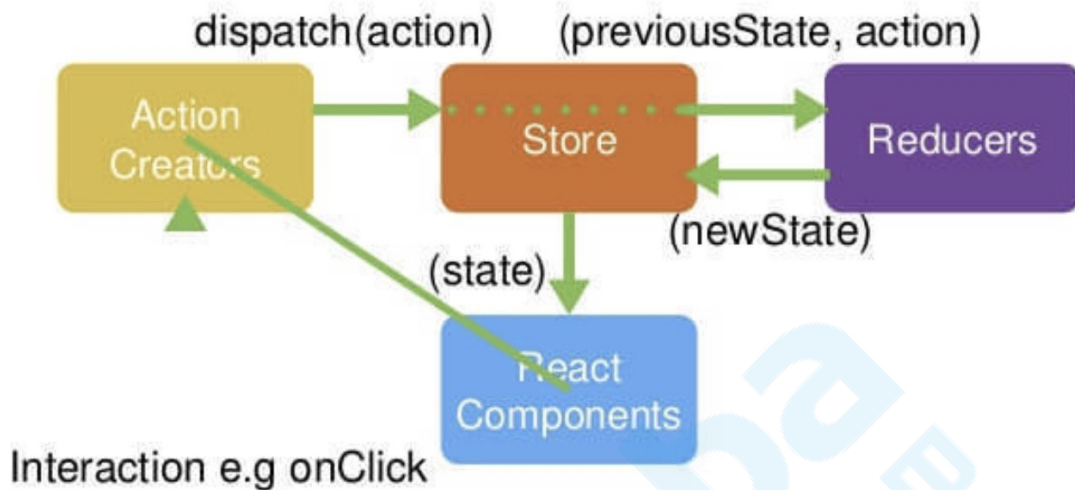 dispatch(action)
(previousState, action)
Action
Creators
Store
Reducers
(newState)
(state)
React
Components
Interaction e.g onClick